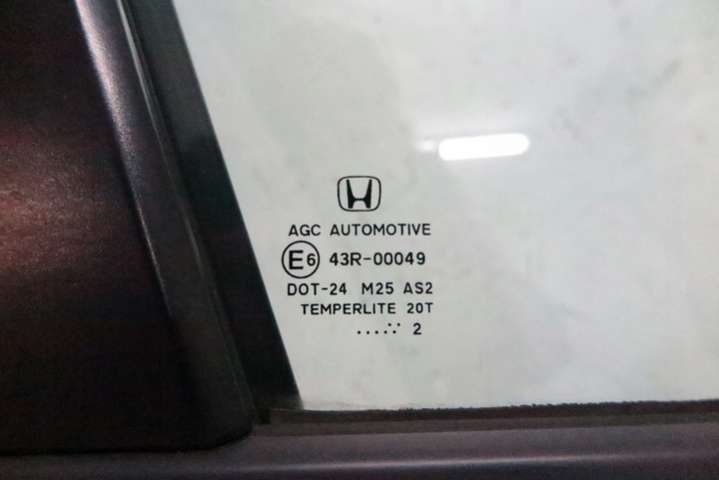 AGC AUTOMOTIVE
E6 43R-00049
DOT-24 M25 AS2
TEMPERLITE 20T
....∵ 2